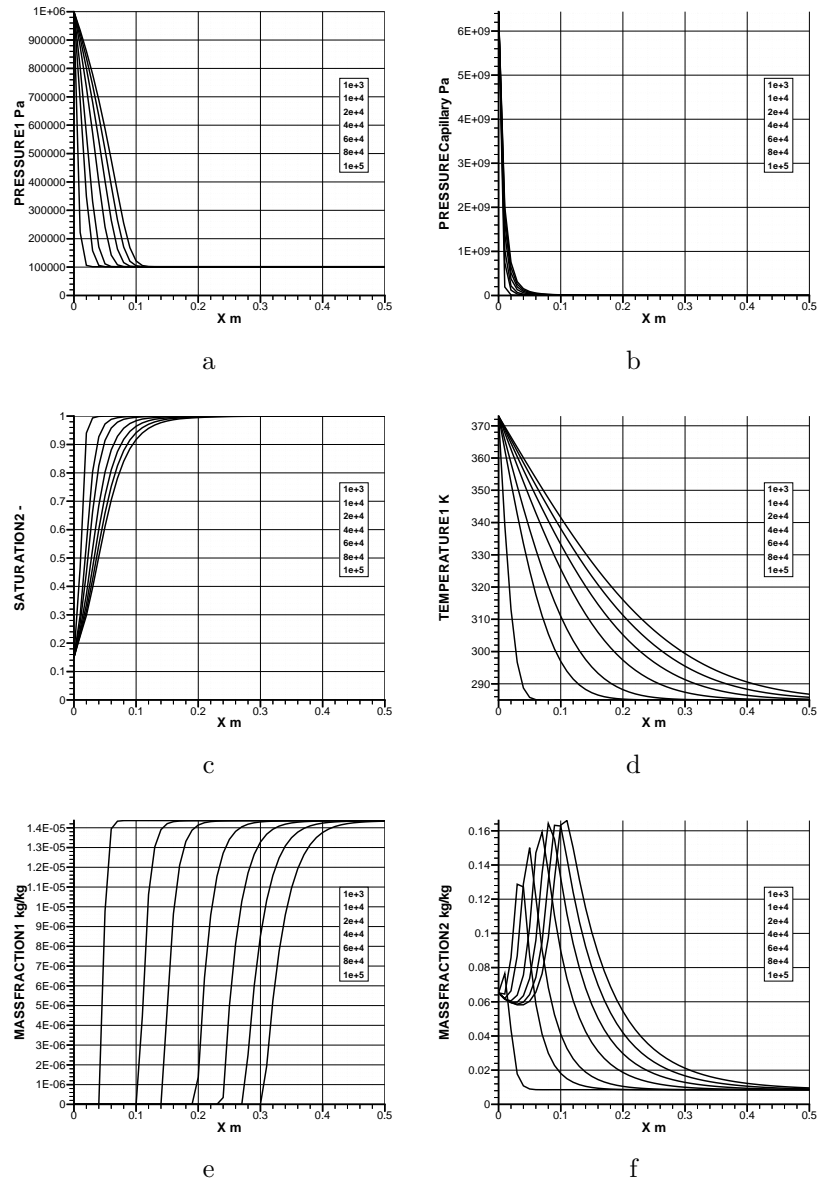 PRESSURE1 Pa
1E+06
900000
800000
700000
600000
500000
400000
300000
200000
100000
0
0 0.1 0.2 0.3 0.4 0.5
X m
1e+3
1e+4
2e+4
4e+4
6e+4
8e+4
1e+5
a
PRESSURECapillary Pa
6E+09
5E+09
4E+09
3E+09
2E+09
1E+09
0
0 0.1 0.2 0.3 0.4 0.5
X m
1e+3
1e+4
2e+4
4e+4
6e+4
8e+4
1e+5
b
SATURATION2 -
1
0.9
0.8
0.7
0.6
0.5
0.4
0.3
0.2
0.1
0
0 0.1 0.2 0.3 0.4 0.5
X m
1e+3
1e+4
2e+4
4e+4
6e+4
8e+4
1e+5
c
TEMPERATURE1 K
370
360
350
340
330
320
310
300
290
0 0.1 0.2 0.3 0.4 0.5
X m
1e+3
1e+4
2e+4
4e+4
6e+4
8e+4
1e+5
d
MASSFRACTION1 kg/kg
1.4E-05
1.3E-05
1.2E-05
1.1E-05
1E-05
9E-06
8E-06
7E-06
6E-06
5E-06
4E-06
3E-06
2E-06
1E-06
0
0 0.1 0.2 0.3 0.4 0.5
X m
1e+3
1e+4
2e+4
4e+4
6e+4
8e+4
1e+5
e
MASSFRACTION2 kg/kg
0.16
0.14
0.12
0.1
0.08
0.06
0.04
0.02
0
0 0.1 0.2 0.3 0.4 0.5
X m
1e+3
1e+4
2e+4
4e+4
6e+4
8e+4
1e+5
f